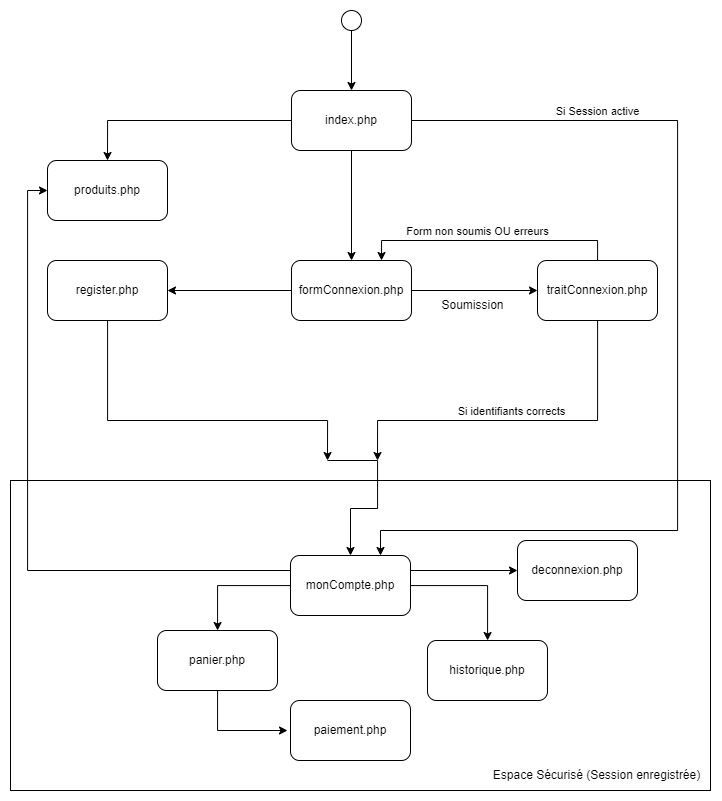 index.php
Si Session active
produits.php
Form non soumis OU erreurs
register.php
formConnexion.php
traitConnexion.php
Soumission
Si identifiants corrects
deconnexion.php
monCompte.php
panier.php
historique.php
paiement.php
Espace Sécurisé (Session enregistrée)